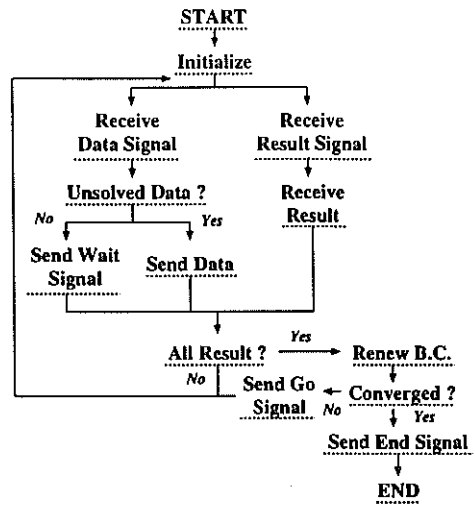 START
Initialize
Receive
Data Signal
Receive
Result Signal
Unsolved Data ?
Receive
Result
No
Yes
Send Wait
Signal
Send Data
All Result ?
Yes
Renew B.C.
No
Send Go
Signal
No
Converged ?
Yes
Send End Signal
END